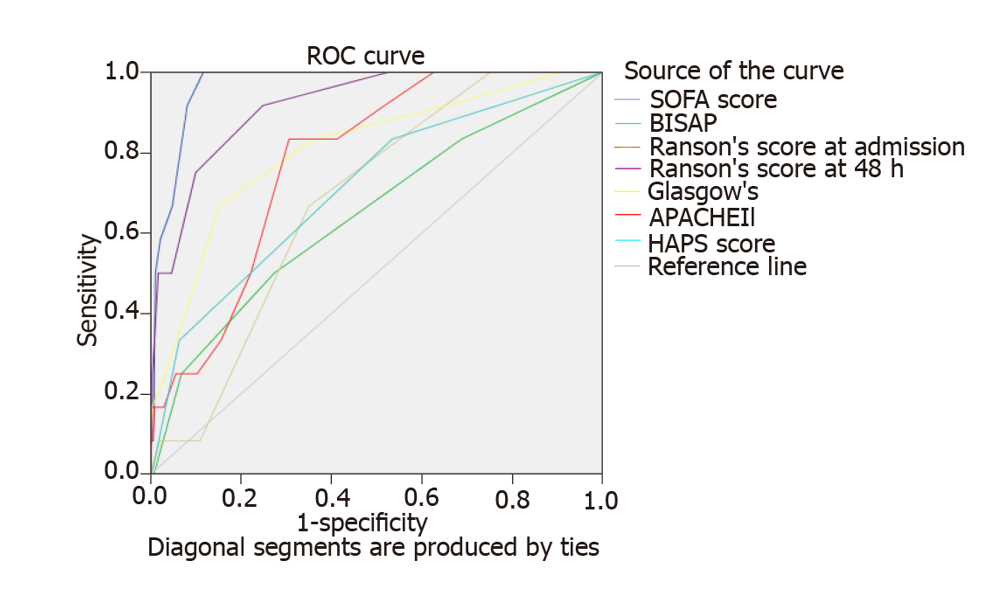 ROC curve
1.0
0.8
0.6
0.4
0.2
0.0
Sensitivity
0.0 0.2 0.4 0.6 0.8 1.0
1-specificity
Diagonal segments are produced by ties
Source of the curve
SOFA score
BISAP
Ranson's score at admission
Ranson's score at 48 h
Glasgow's
APACHEIl
HAPS score
Reference line